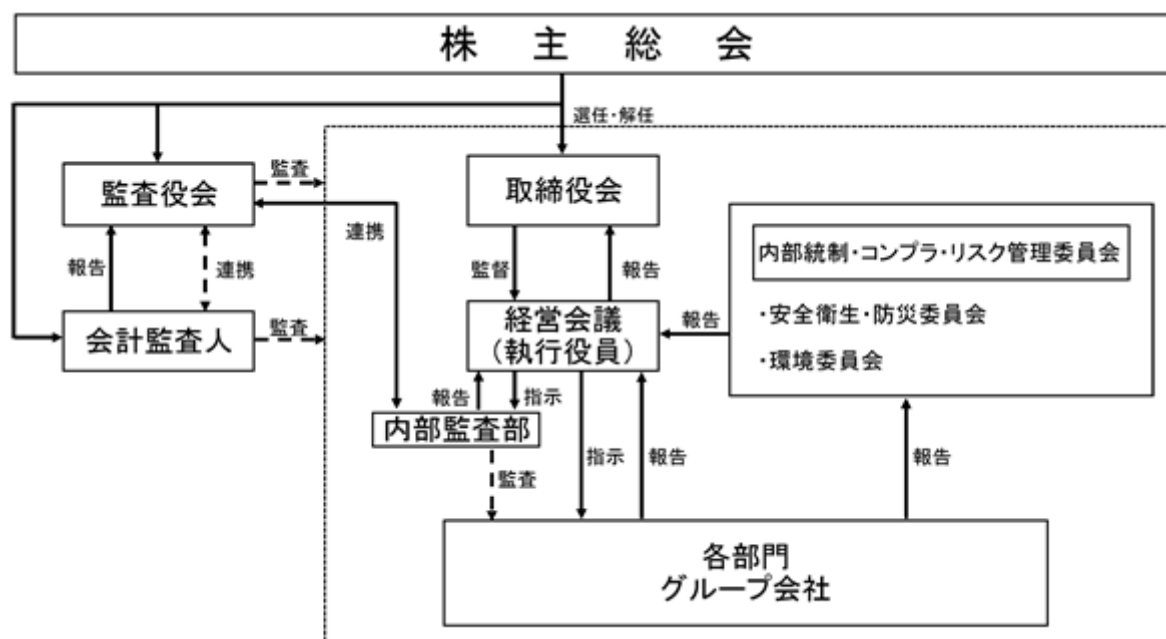 株主総会
選任・解任
監査役会
監査
取締役会
連携
報告
連携
監督
報告
内部統制・コンプラ・リスク管理委員会
・安全衛生・防災委員会
・環境委員会
会計監査人
監査
経営会議
（執行役員）
報告
報告
指示
内部監査部
監査
指示
報告
報告
各部門
グループ会社